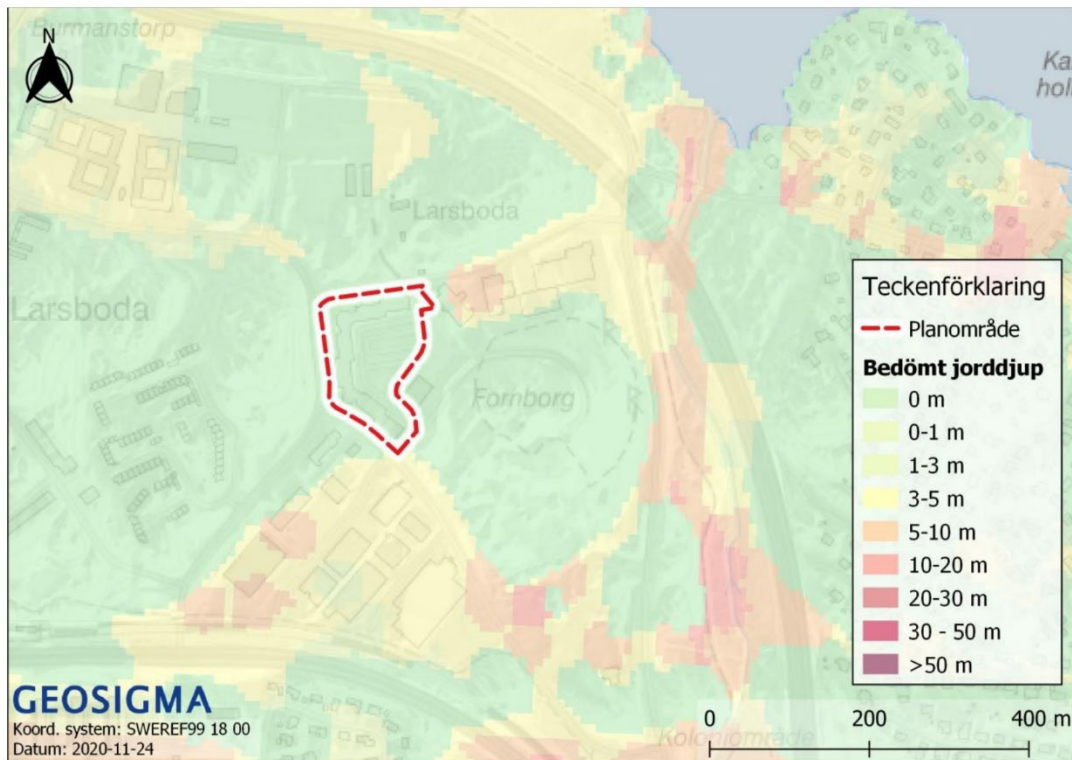 Burmanstorp
N
Ka
hol
Larsboda
Larsboda
Fornborg
Teckenförklaring
Planområde
Bedömt jorddjup
0 m
0-1 m
1-3 m
3-5 m
5-10 m
10-20 m
20-30 m
30 - 50 m
>50 m
GEOSIGMA
Koord. system: SWEREF99 18 00
Datum: 2020-11-24
Koloniområde
0 200 400 m